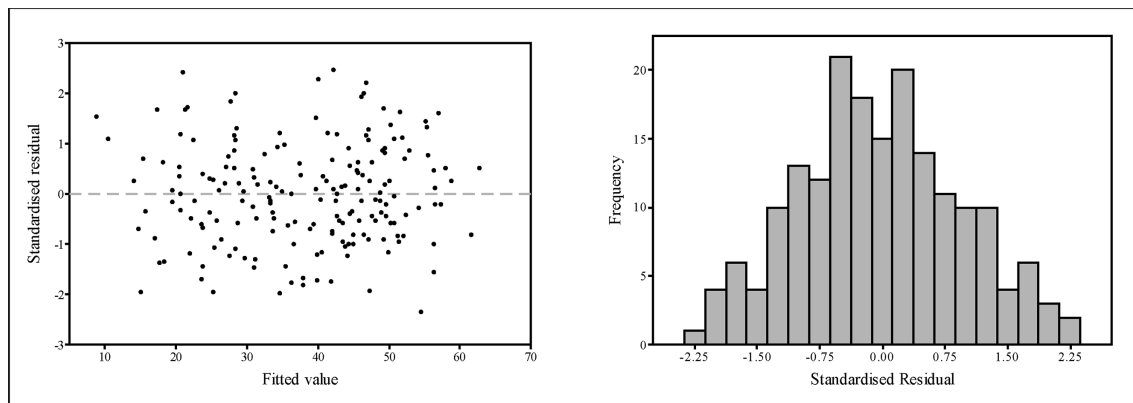 3
2
1
0
-1
-2
-3
Standardised residual
10 20 30 40 50 60 70
Fitted value
20
15
10
5
0
Frequency
-2.25 -1.50 -0.75 0.00 0.75 1.50 2.25
Standardised Residual